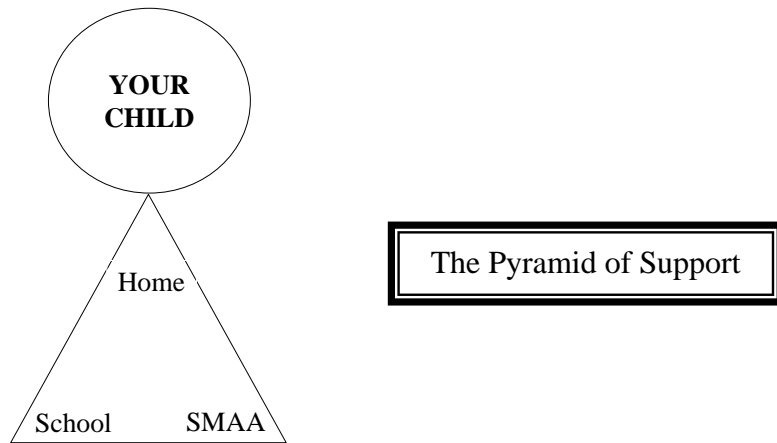 YOUR
CHILD
Home
The Pyramid of Support
School SMAA